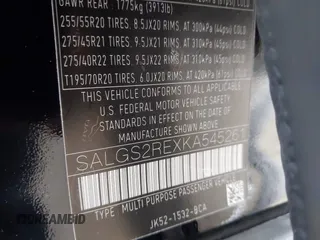 GAWR REAR 1775kg (3913lb)
255/55R20 TIRES. 8.5JX20 RIMS, AT 300kPa (44psi) COLD
275/45R21 TIRES. 9.5JX21 RIMS, AT 310kPa (45psi) COLD
275/40R22 TIRES. 9.5JX22 RIMS, AT 310kPa (45psi) COLD
T195/70R20 TIRES. 6.0JX20 RIMS, AT 420kPa (61psi) COLD
THIS VEHICLE CONFORMS TO ALL APPLICABLE
U.S FEDERAL MOTOR VEHICLE SAFETY
STANDARDS IN EFFECT ON THE DATE OF
MANUFACTURE SHOWN ABOVE.
SALGS2REXKA545261
TYPE: MULTI PURPOSE PASSENGER VEHICLE
JK52-1532-BCA
CARS FROM WEST